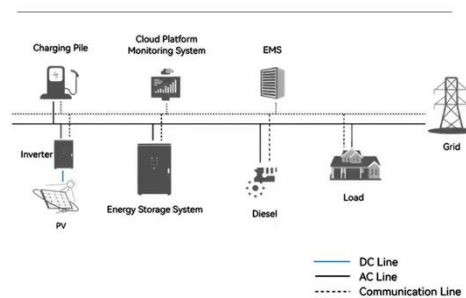 Charging Pile
Cloud Platform
Monitoring System
EMS
Grid
Inverter
PV
Energy Storage System
Diesel
Load
DC Line
AC Line
Communication Line